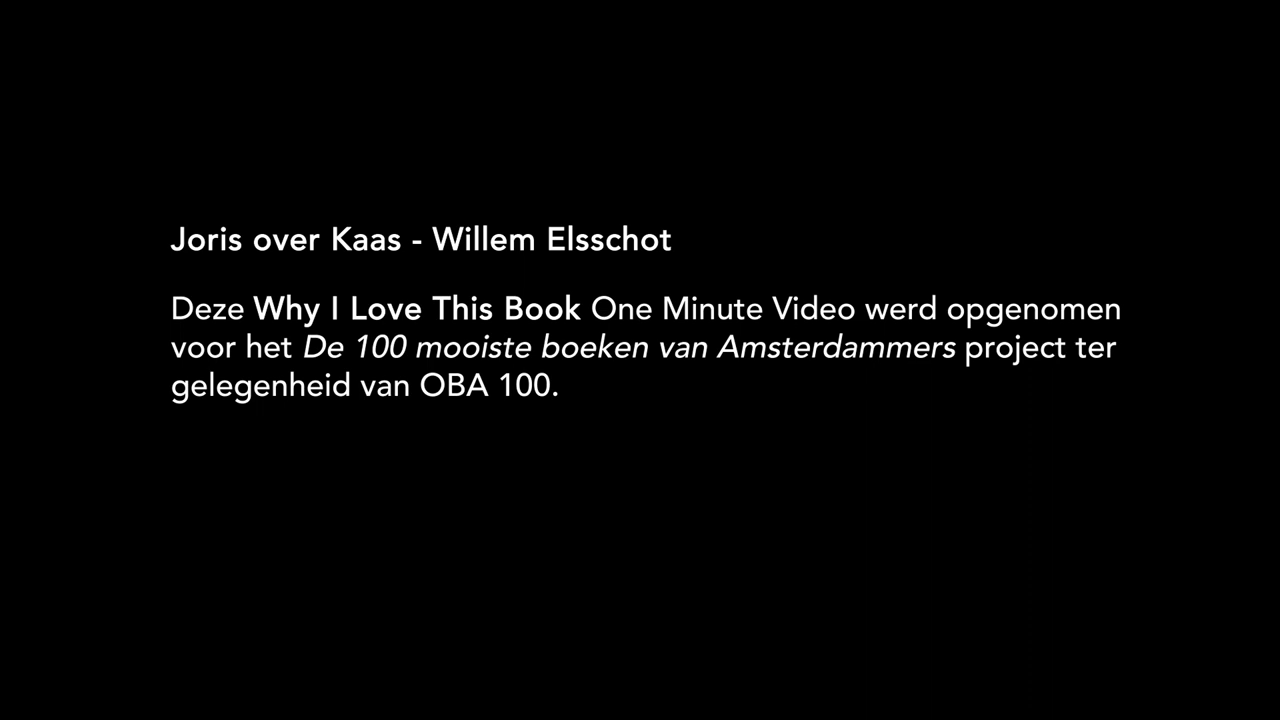 Joris over Kaas - Willem Elsschot
Deze Why I Love This Book One Minute Video werd opgenomen
voor het De 100 mooiste boeken van Amsterdammers project ter
gelegenheid van OBA 100.